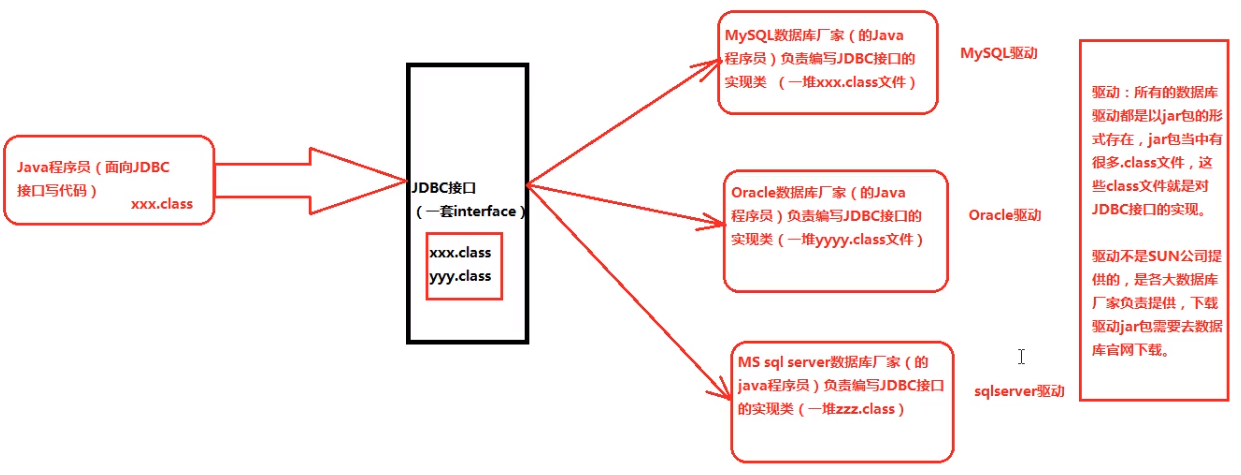 Java程序员（面向JDBC
接口写代码）
xxx.class
JDBC接口
（一套interface）
xxx.class
yyy.class
MySQL数据库厂家（的Java
程序员）负责编写JDBC接口的
实现类 （一堆xxx.class文件）
MySQL驱动
Oracle数据库厂家（的Java
程序员）负责编写JDBC接口的
实现类（一堆yyyy.class文件）
Oracle驱动
MS sql server数据库厂家（的
java程序员）负责编写JDBC接口
的实现类（一堆zzz.class）
sqlserver驱动
驱动：所有的数据库
驱动都是以jar包的形
式存在，jar包当中有
很多.class文件，这
些class文件就是对
JDBC接口的实现。
驱动不是SUN公司提
供的，是各大数据库
厂家负责提供，下载
驱动jar包需要去数据
库官网下载。